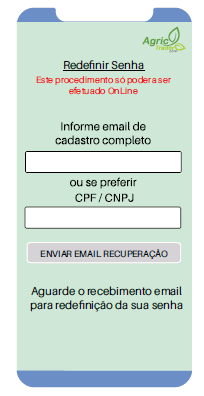 Agric
Redefinir Senha
Este procedimento só poderá ser
efetuado OnLine
Informe email de
cadastro completo
ou se preferir
CPF / CNPJ
ENVIAR EMAIL RECUPERAÇÃO
Aguarde o recebimento email
para redefinição da sua senha